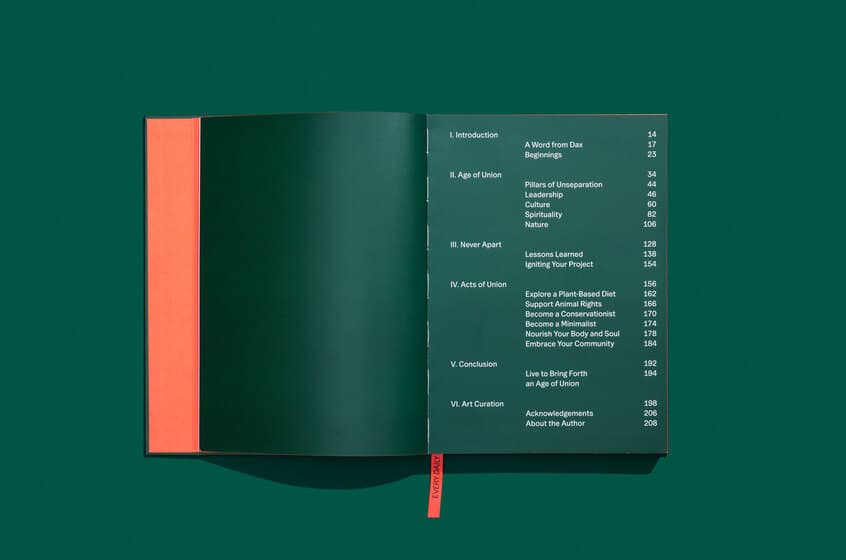 I. Introduction 14
A Word from Dax 17
Beginnings 23
II. Age of Union 34
Pillars of Unseparation 44
Leadership 46
Culture 60
Spirituality 82
Nature 106
III. Never Apart 128
Lessons Learned 138
Igniting Your Project 154
IV. Acts of Union 156
Explore a Plant-Based Diet 162
Support Animal Rights 166
Become a Conservationist 170
Become a Minimalist 174
Nourish Your Body and Soul 178
Embrace Your Community 184
V. Conclusion 192
Live to Bring Forth 194
an Age of Union
VI. Art Curation 198
Acknowledgements 206
About the Author 208
EVERY DAILY